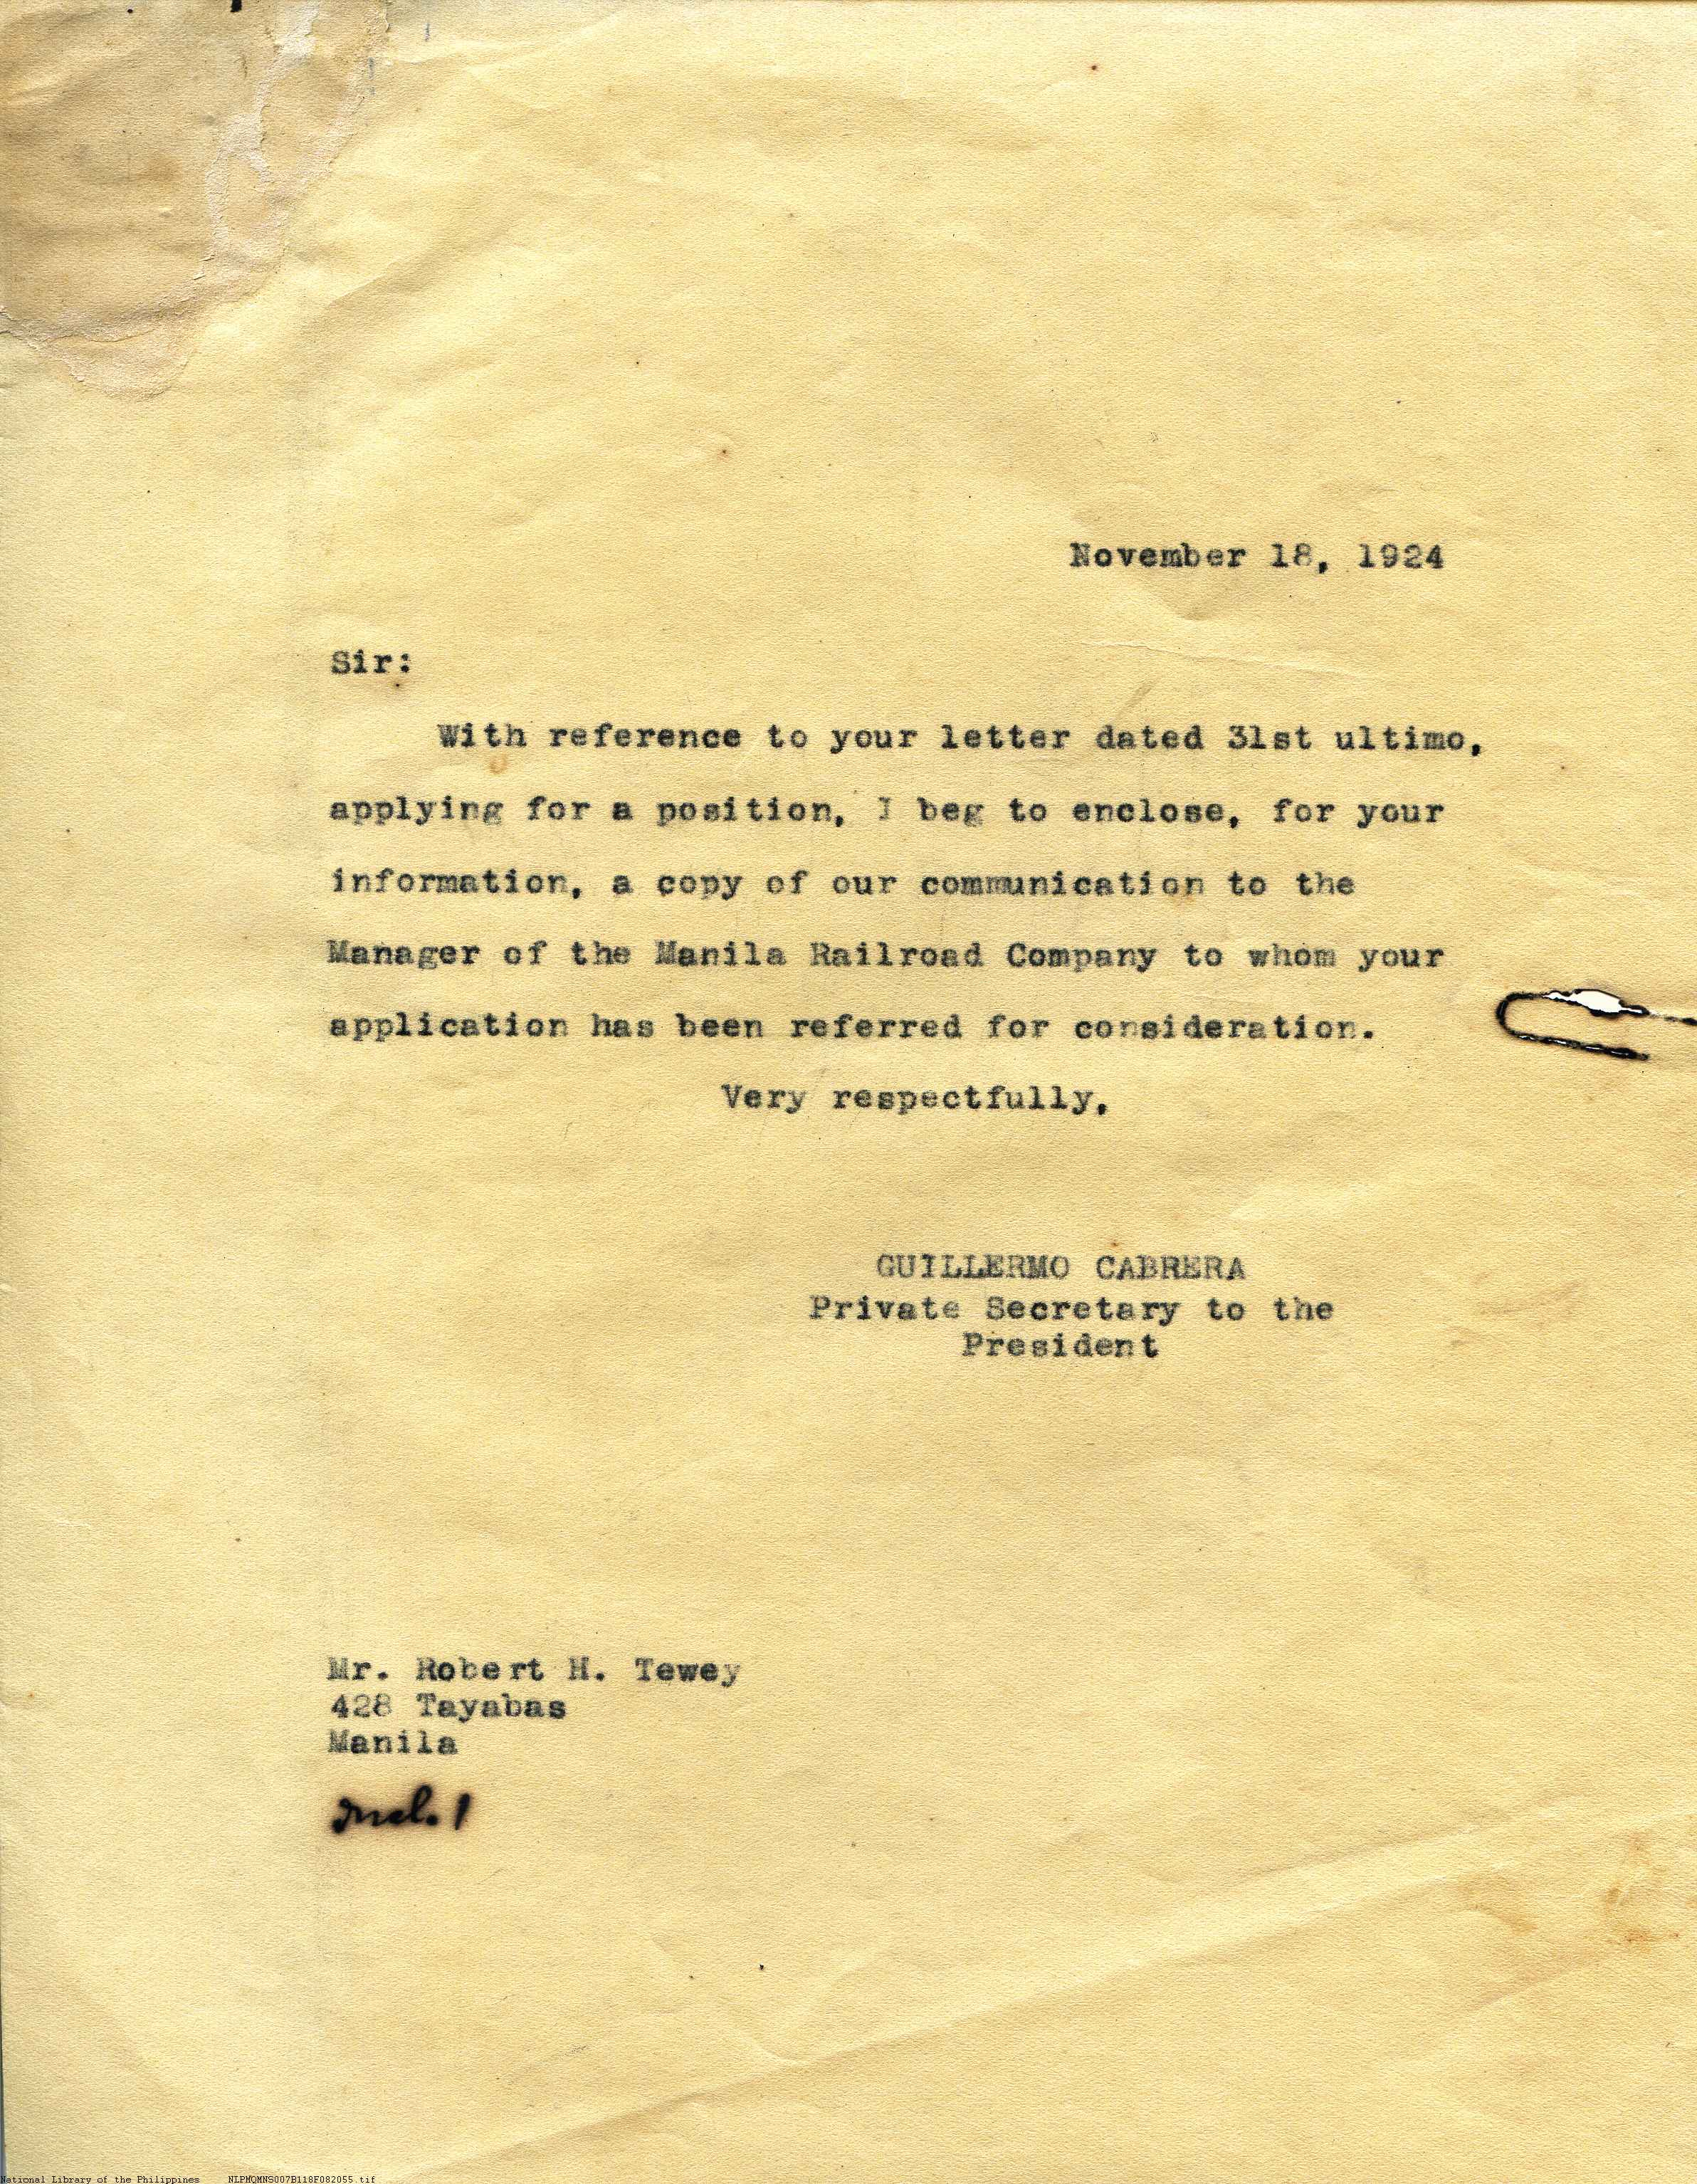 November 18, 1924
Sir:
With reference to your letter dated 31st ultimo,
applying for a position, I beg to enclose, for your
information, a copy of our communication to the
Manager of the Manila Railroad Company to whom your
application has been referred for consideration.
Very respectfully,
GUILLERMO CABRERA
Private Secretary to the
President
Mr. Robert H. Tewey
428 Tayabas
Manila
Incl. 1
National Library of the Philippines NLPMQMNS007B118F082055.tif